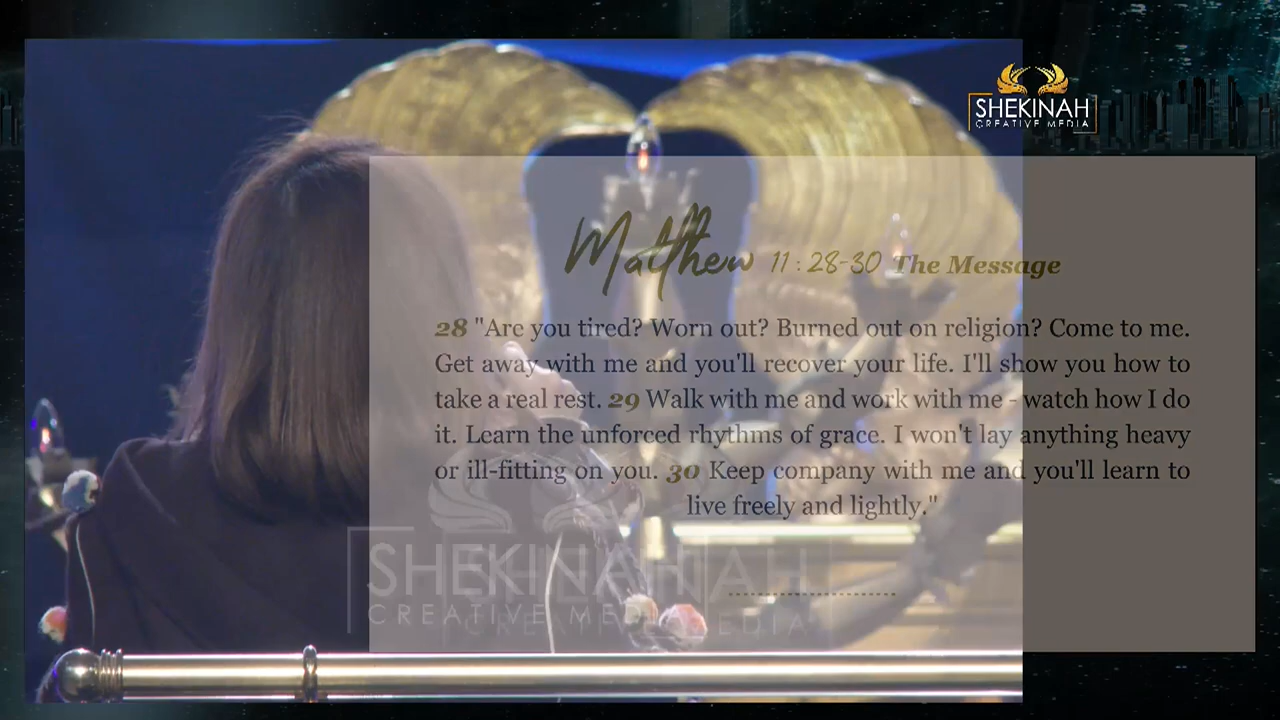 SHEKINAH
CREATIVE MEDIA
Matthew 11:28-30 The Message
28 "Are you tired? Worn out? Burned out on religion? Come to me.
Get away with me and you'll recover your life. I'll show you how to
take a real rest. 29 Walk with me and work with me - watch how I do
it. Learn the unforced rhythms of grace. I won't lay anything heavy
or ill-fitting on you. 30 Keep company with me and you'll learn to
live freely and lightly."
SHEKINAH
CREATIVE MEDIA
SHEKINAH
CREATIVE MEDIA